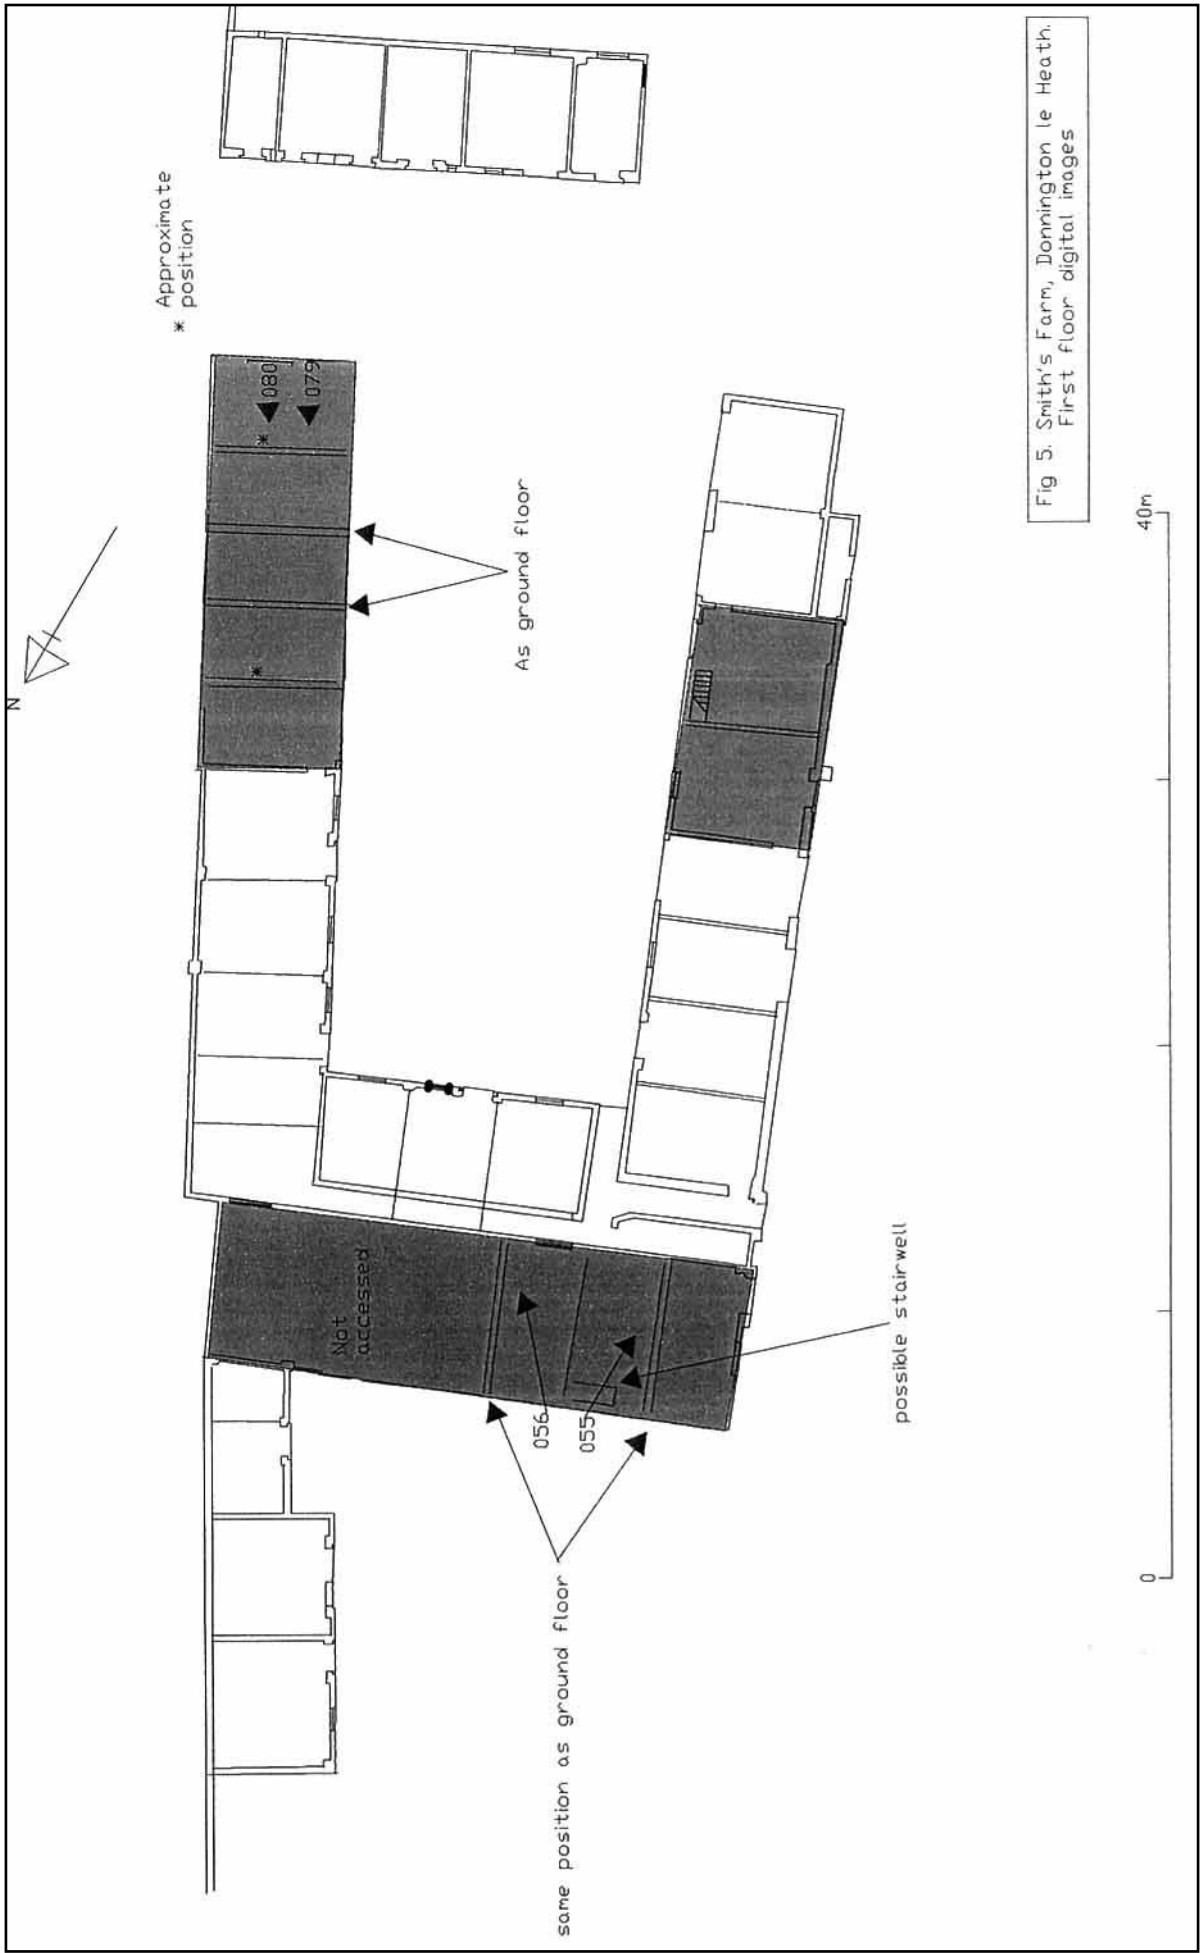 Fig 5. Smith's Farm, Donnington le Heath.
First floor digital images
N
* Approximate
* position
*
*
080
079
As ground floor
Not
accessed
056
055
possible stairwell
same position as ground floor
0
40m